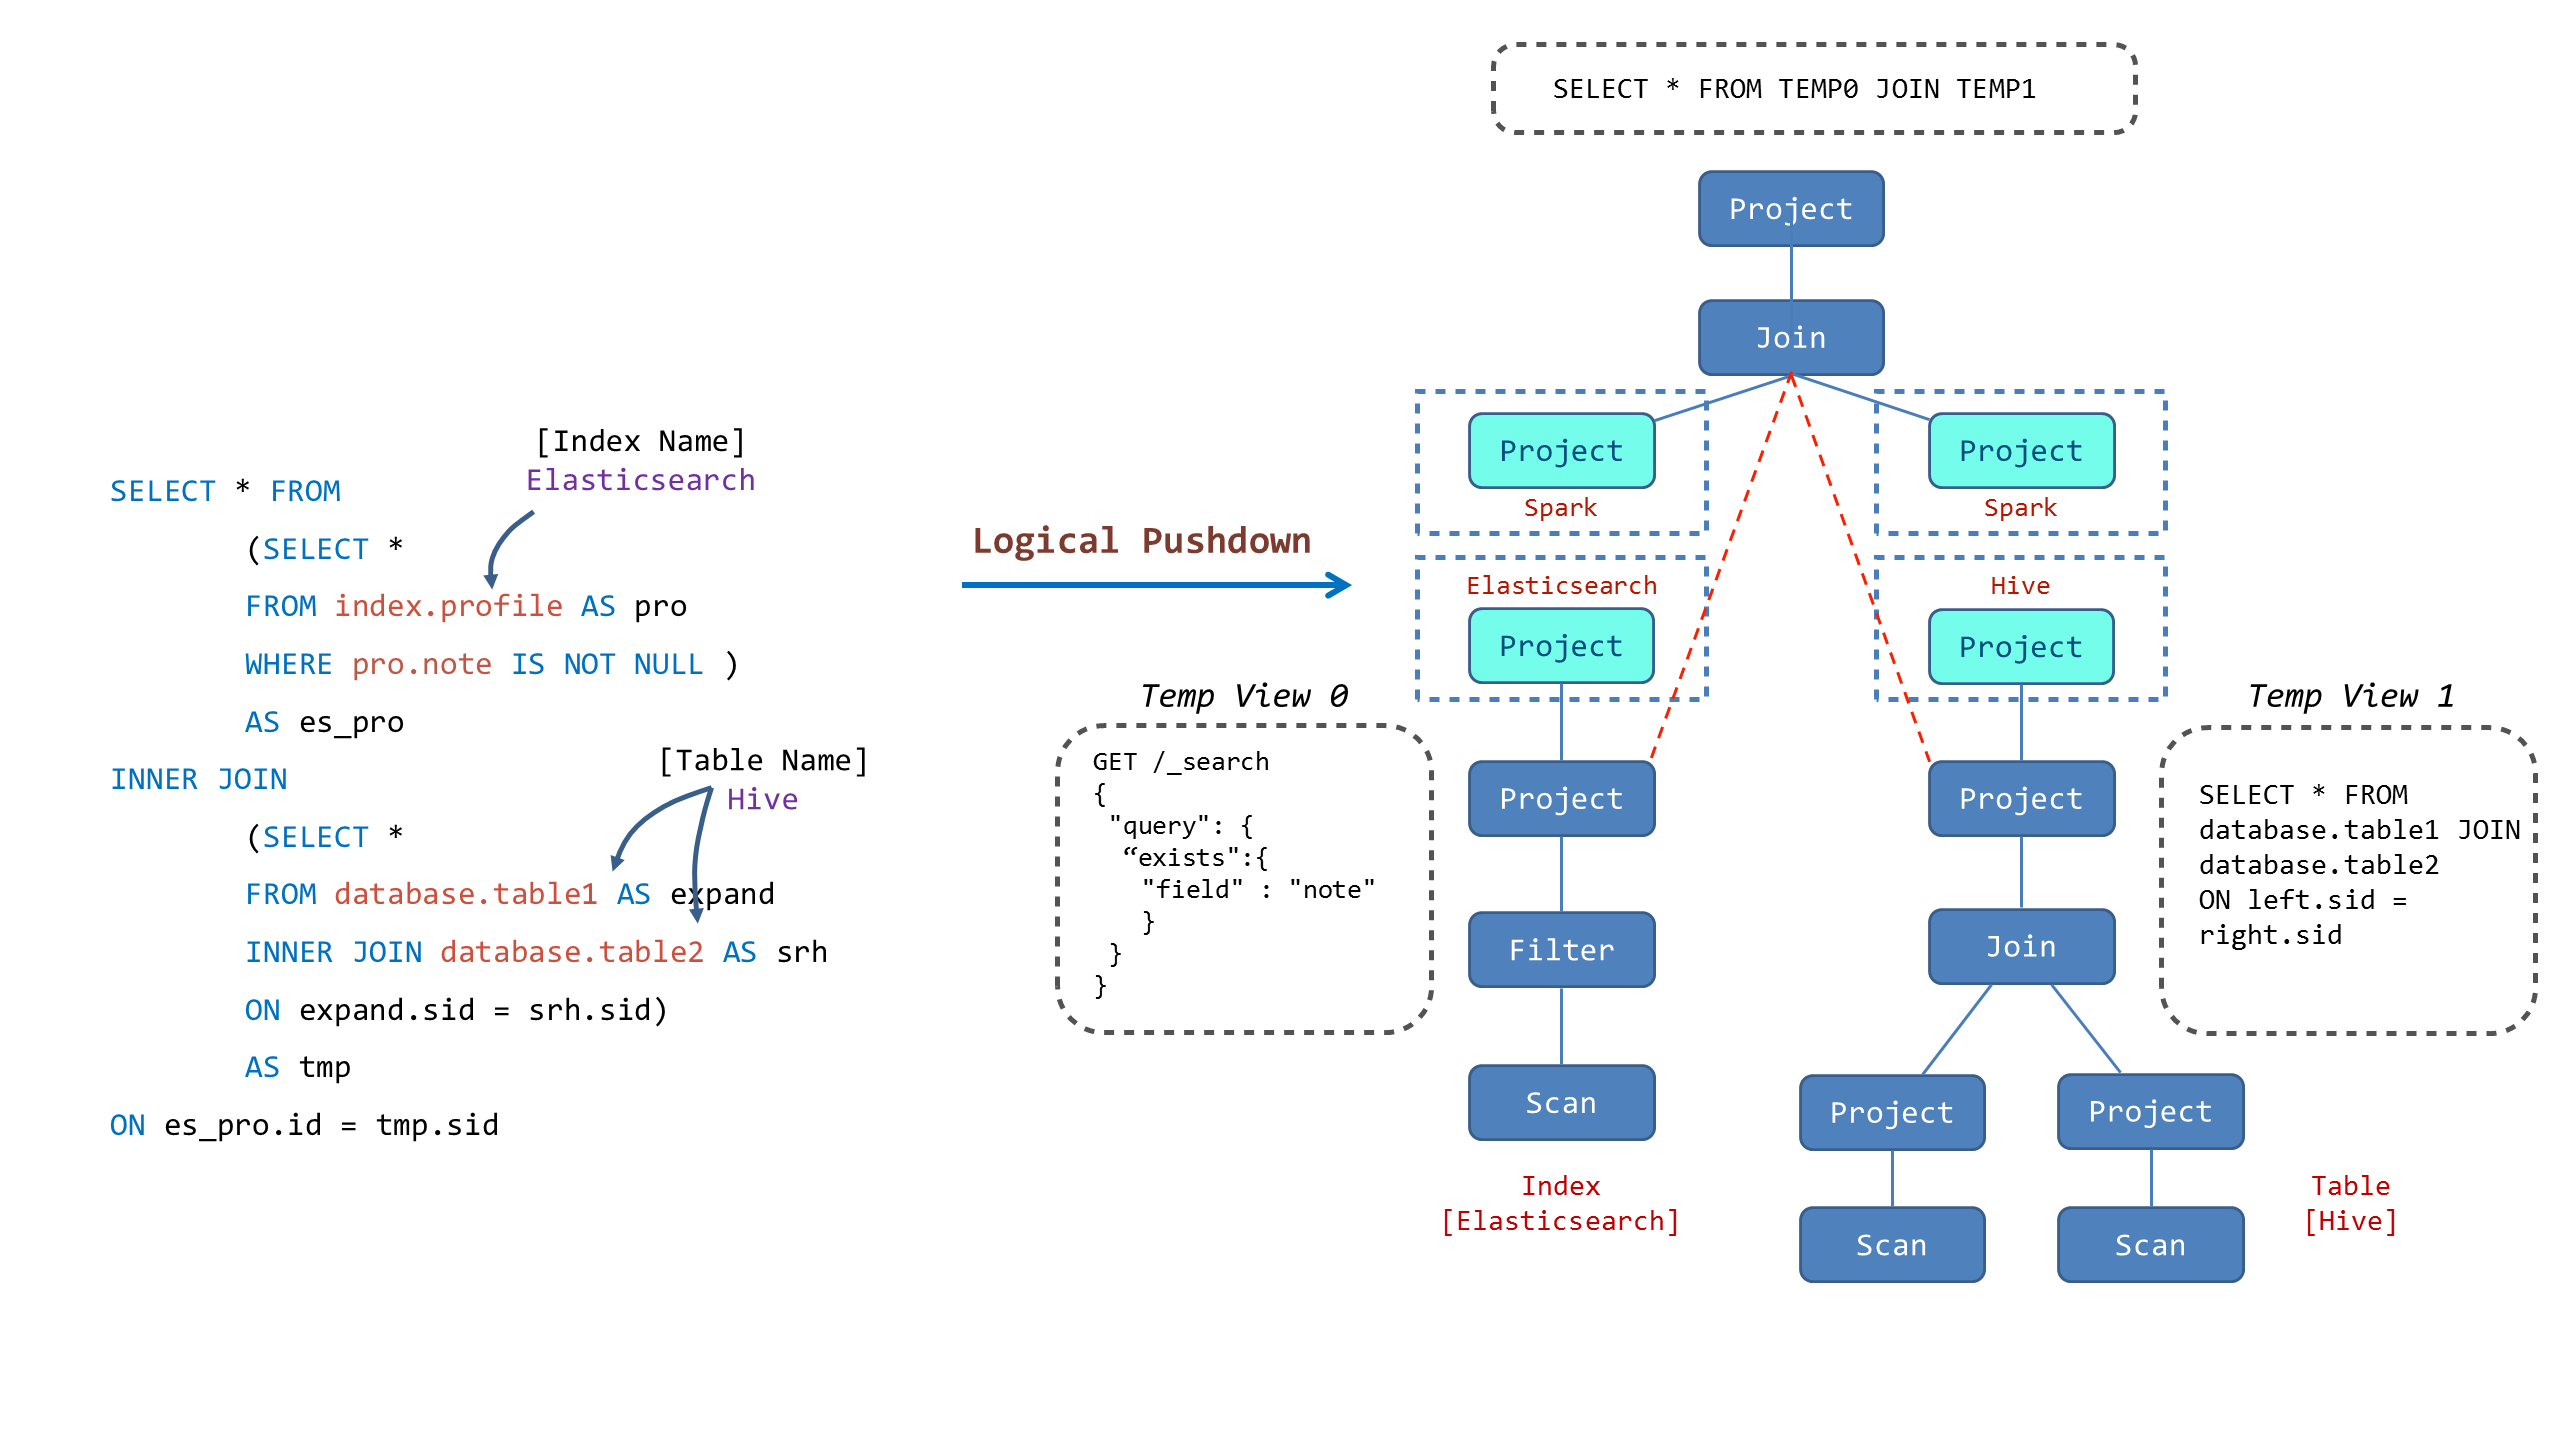 SELECT * FROM TEMP0 JOIN TEMP1
Project
Join
[Index Name]
Elasticsearch
SELECT * FROM
(SELECT *
FROM index.profile AS pro
WHERE pro.note IS NOT NULL )
AS es_pro
INNER JOIN
[Table Name]
Hive
(SELECT *
FROM database.table1 AS expand
INNER JOIN database.table2 AS srh
ON expand.sid = srh.sid)
AS tmp
ON es_pro.id = tmp.sid
Logical Pushdown
Project
Spark
Project
Spark
Elasticsearch
Project
Hive
Project
Temp View 0
GET /_search
{
"query": {
“exists":{
"field" : "note"
}
}
}
Project
Filter
Scan
Index
[Elasticsearch]
Project
Join
Project
Project
Scan
Scan
Temp View 1
SELECT * FROM
database.table1 JOIN
database.table2
ON left.sid =
right.sid
Table
[Hive]